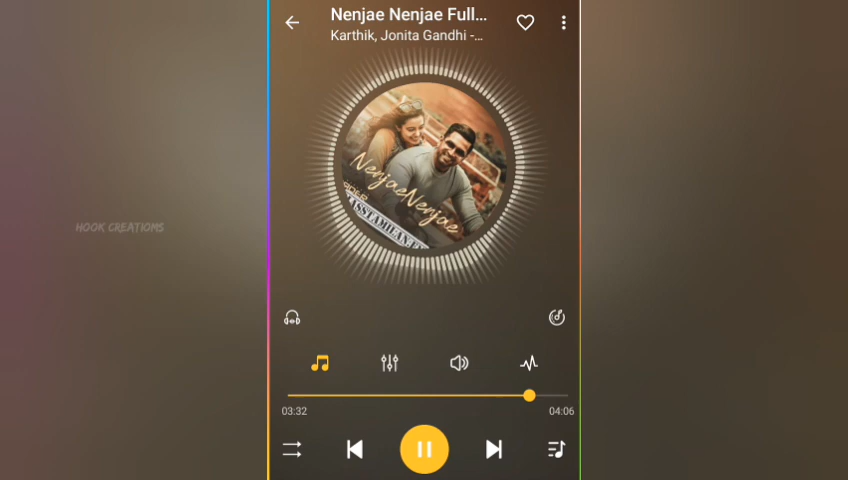 Nenjae Nenjae Full...
Karthik, Jonita Gandhi -...
HOOK CREATIONS
NenjaeNenjae
03:32
04:06